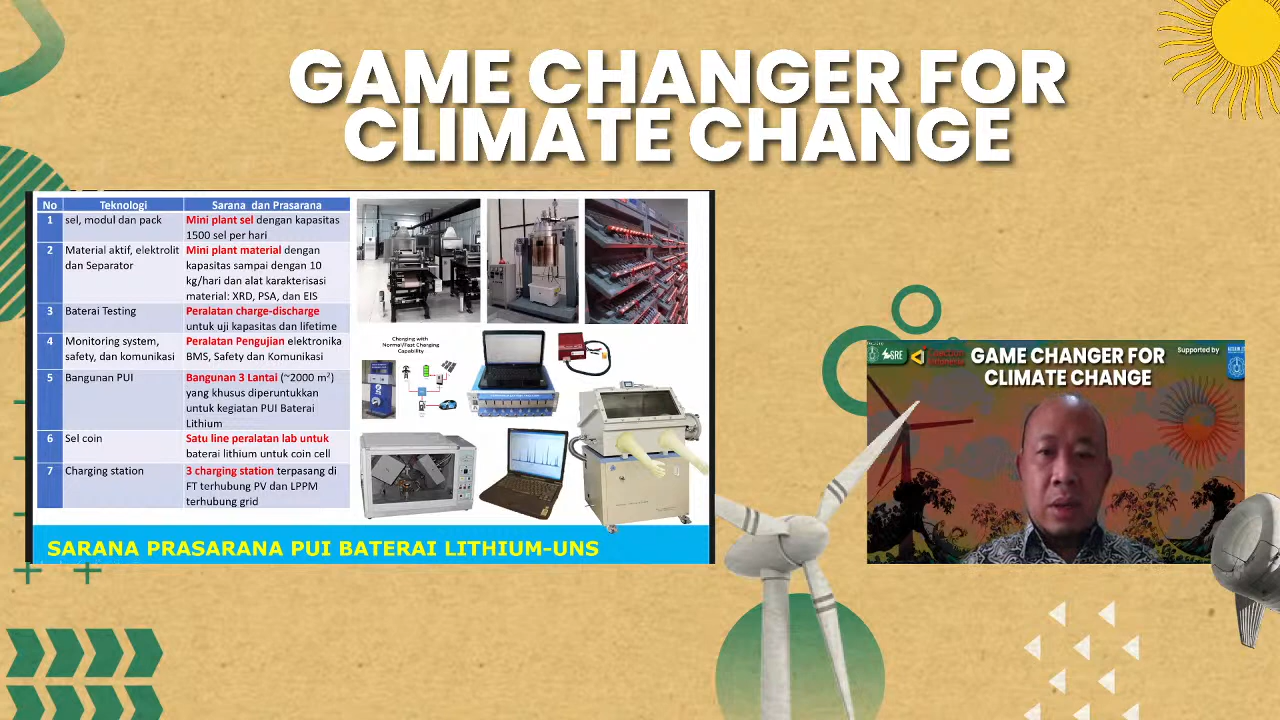 GAME CHANGER FOR
CLIMATE CHANGE
No Teknologi Sarana dan Prasarana
1 sel, modul dan pack Mini plant sel dengan kapasitas
1500 sel per hari
2 Material aktif, elektrolit Mini plant material dengan
dan Separator kapasitas sampai dengan 10
kg/hari dan alat karakterisasi
material: XRD, PSA, dan EIS
3 Baterai Testing Peralatan charge-discharge
untuk uji kapasitas dan lifetime
4 Monitoring system, Peralatan Pengujian elektronika
safety, dan komunikasi BMS, Safety dan Komunikasi
5 Bangunan PUI Bangunan 3 Lantai (~2000 m²)
yang khusus diperuntukkan
untuk kegiatan PUI Baterai
Lithium
6 Sel coin Satu line peralatan lab untuk
baterai lithium untuk coin cell
7 Charging station 3 charging station terpasang di
FT terhubung PV dan LPPM
terhubung grid
Charging with
Normal/Fast Charging
Capability
SARANA PRASARANA PUI BATERAI LITHIUM-UNS
SRE
GAME CHANGER FOR
CLIMATE CHANGE
Supported by